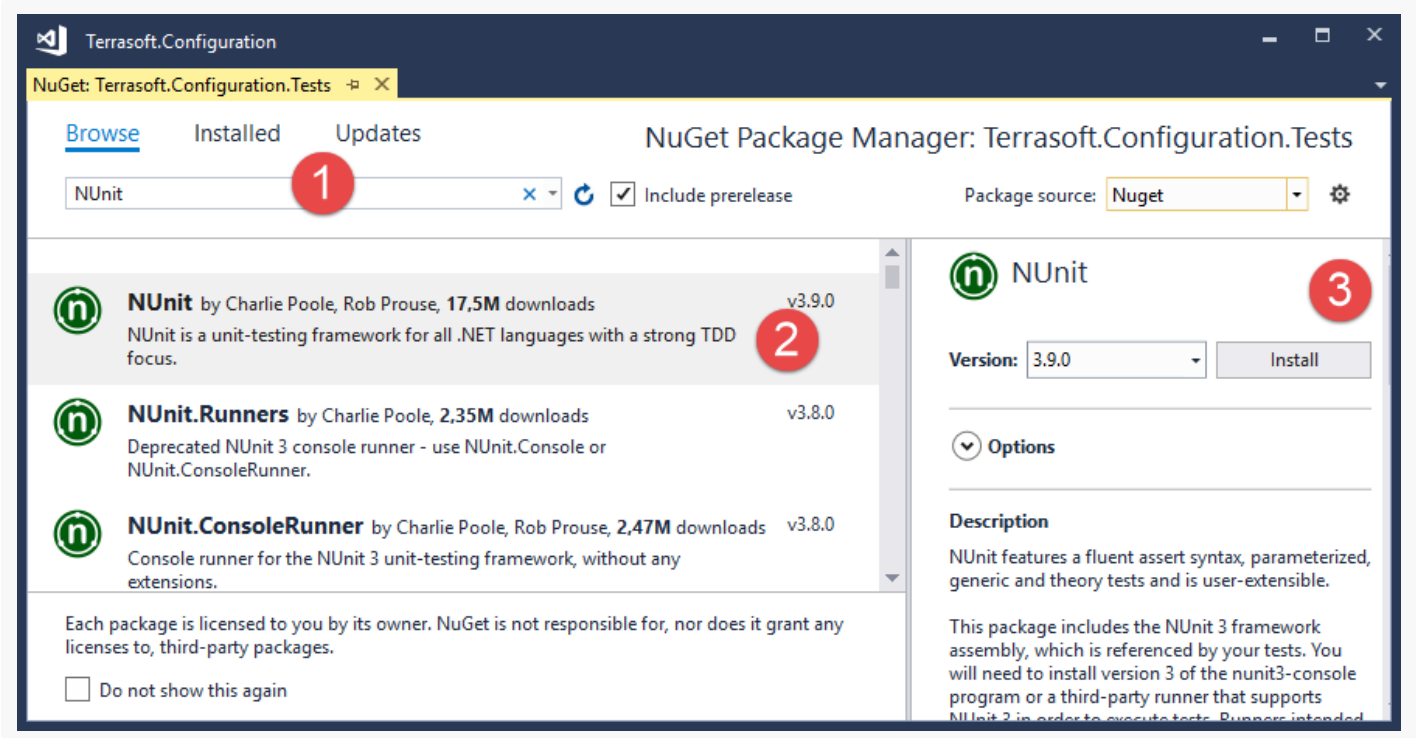 Terrasoft.Configuration
NuGet: Terrasoft.Configuration.Tests
Browse Installed Updates
NuGet Package Manager: Terrasoft.Configuration.Tests
1
NUnit
Include prerelease
Package source: Nuget
NUnit by Charlie Poole, Rob Prouse, 17,5M downloads v3.9.0
NUnit is a unit-testing framework for all .NET languages with a strong TDD
focus.
2
NUnit.Runners by Charlie Poole, 2,35M downloads v3.8.0
Deprecated NUnit 3 console runner - use NUnit.Console or
NUnit.ConsoleRunner.
NUnit.ConsoleRunner by Charlie Poole, Rob Prouse, 2,47M downloads v3.8.0
Console runner for the NUnit 3 unit-testing framework, without any
extensions.
Each package is licensed to you by its owner. NuGet is not responsible for, nor does it grant any
licenses to, third-party packages.
Do not show this again
n NUnit
3
Version: 3.9.0 Install
Options
Description
NUnit features a fluent assert syntax, parameterized,
generic and theory tests and is user-extensible.
This package includes the NUnit 3 framework
assembly, which is referenced by your tests. You
will need to install version 3 of the nunit3-console
program or a third-party runner that supports
NUnit 3 in order to execute tests. Runners intended